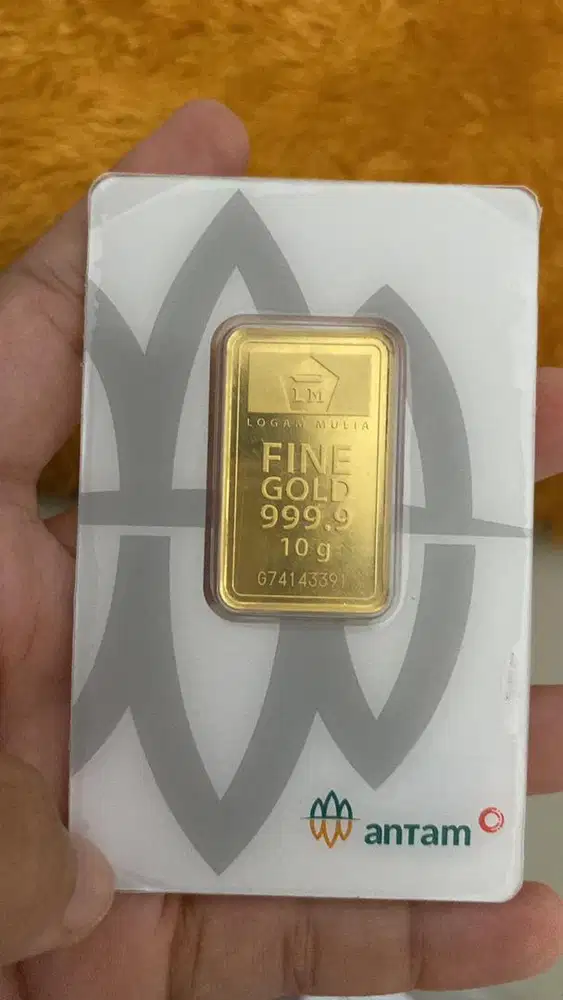 LM
LOGAM MULIA
FINE
GOLD
999.9
10 g
G74143391
antam